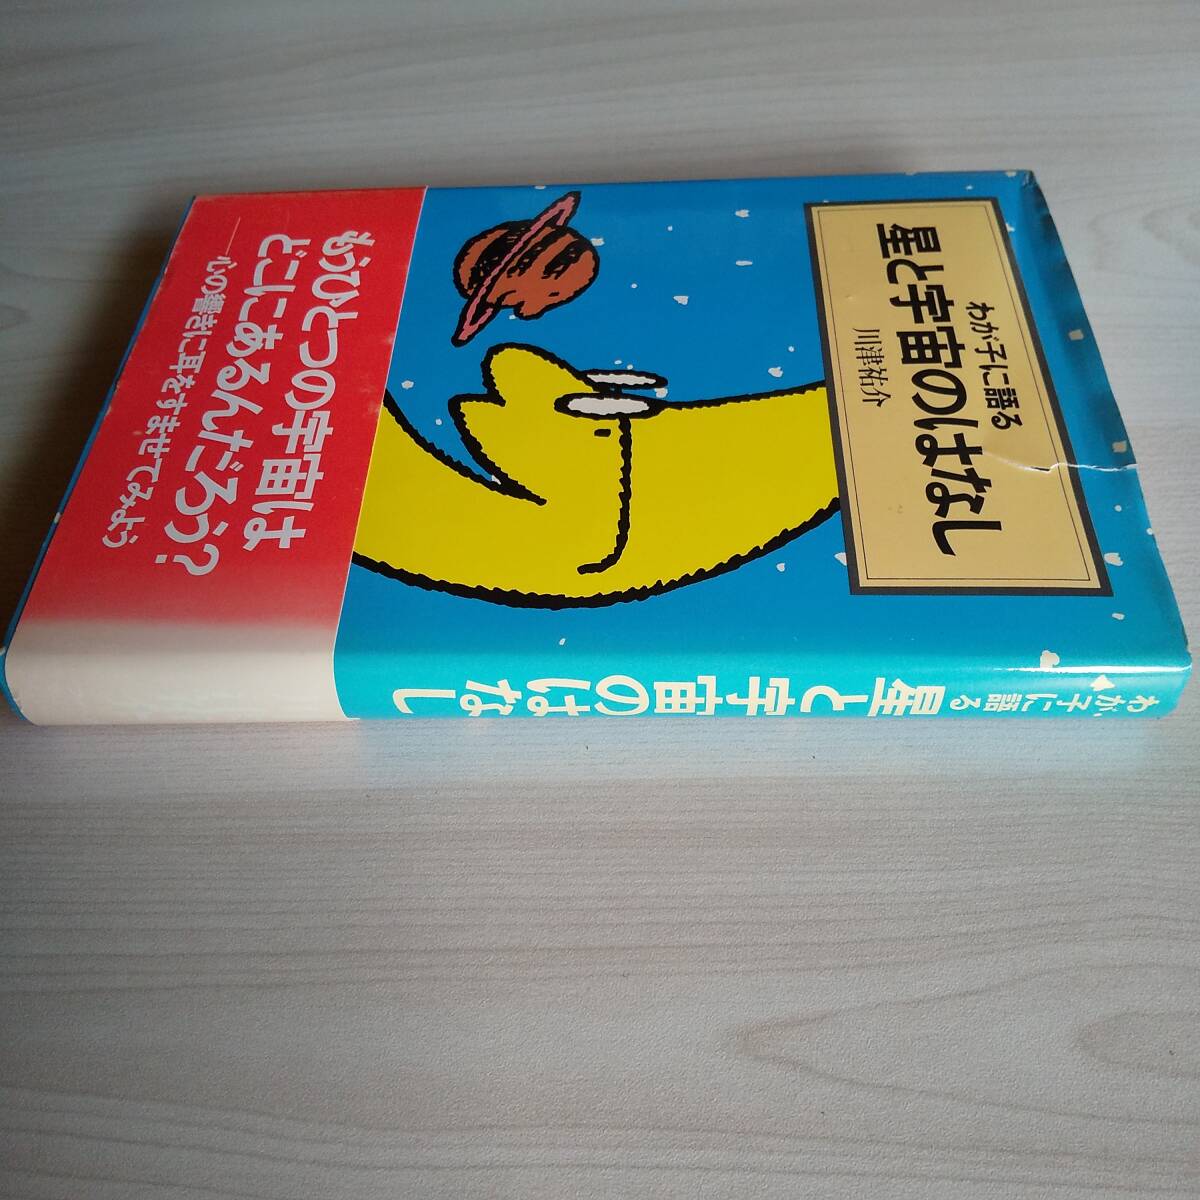 わが子に語る
星と宇宙のはなし
川津祐介
もうひとつの宇宙は
どこにあるんだろう?
——心の響きに耳をすませてみよう
わが子に語る 星と宇宙のはなし